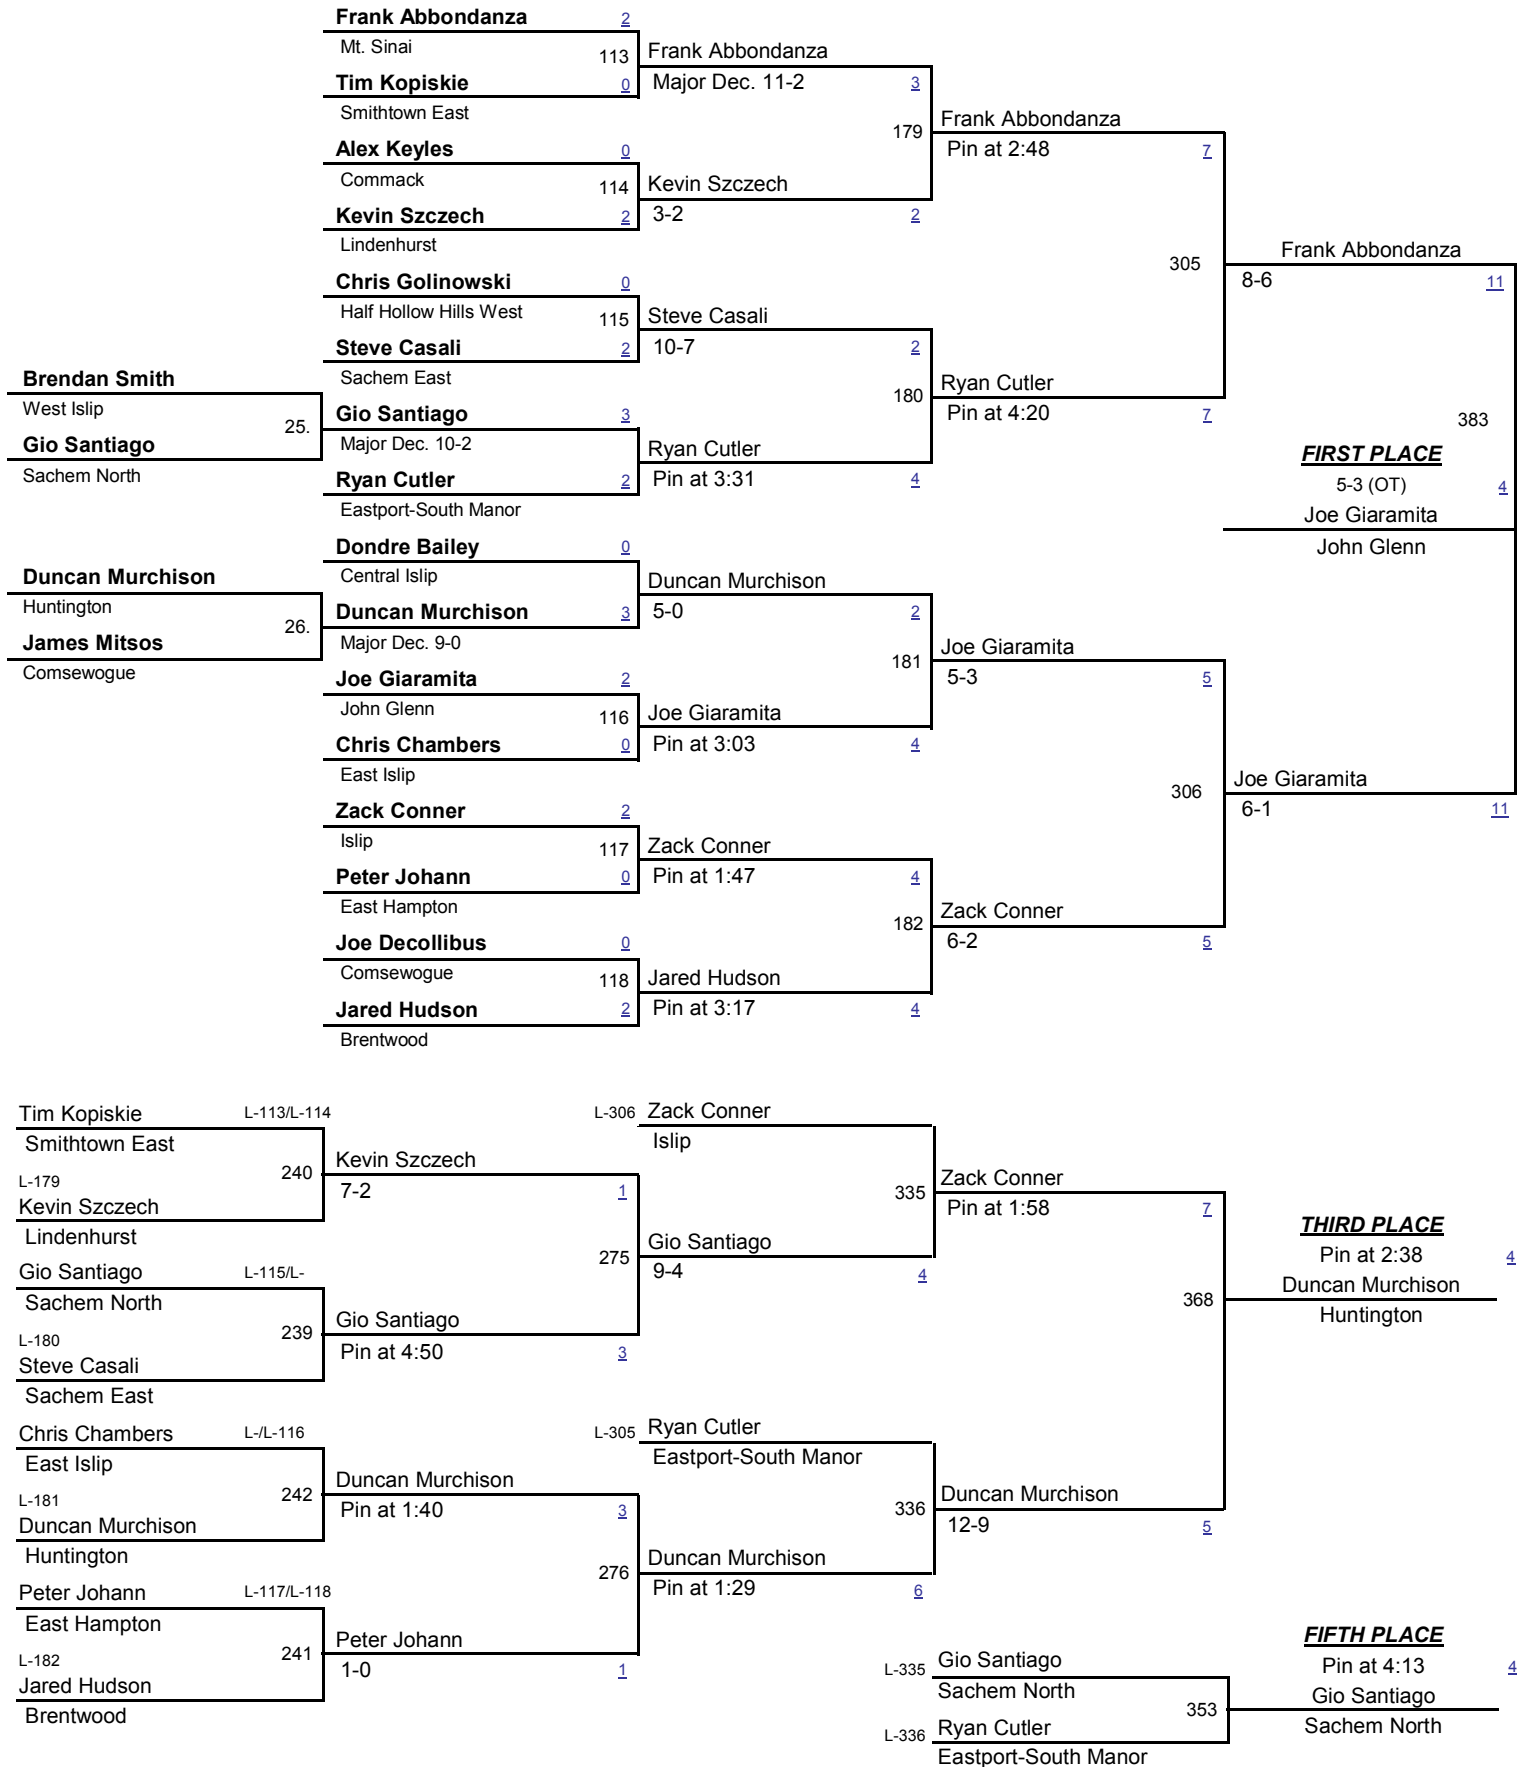 Frank Abbondanza 2
Mt. Sinai
113 Frank Abbondanza
Tim Kopiskie 0 Major Dec. 11-2 3
Smithtown East
179 Frank Abbondanza
Alex Keyles 0 Pin at 2:48 7
Commack
114 Kevin Szczech
Kevin Szczech 2 3-2 2
Lindenhurst
305 Frank Abbondanza
Chris Golinowski 0 8-6 11
Half Hollow Hills West
115 Steve Casali
Steve Casali 2 10-7 2
Sachem East
Brendan Smith
180 Ryan Cutler
West Islip
Gio Santiago 3 Pin at 4:20 7
25.
383
Gio Santiago
Major Dec. 10-2
Ryan Cutler
FIRST PLACE
Sachem North
Ryan Cutler 2 Pin at 3:31 4
5-3 (OT) 4
Eastport-South Manor
Joe Giaramita
Dondre Bailey 0
John Glenn
Duncan Murchison
Central Islip
Duncan Murchison
Huntington
Duncan Murchison 3 5-0 2
26.
James Mitsos
Major Dec. 9-0
181 Joe Giaramita
Comsewogue
Joe Giaramita 2 5-3 5
John Glenn
116 Joe Giaramita
Chris Chambers 0 Pin at 3:03 4
East Islip
306 Joe Giaramita
Zack Conner 2 6-1 11
Islip
117 Zack Conner
Peter Johann 0 Pin at 1:47 4
East Hampton
182 Zack Conner
Joe Decollibus 0 6-2 5
Comsewogue
118 Jared Hudson
Jared Hudson 2 Pin at 3:17 4
Brentwood
Tim Kopiskie L-113/L-114 L-306 Zack Conner
Smithtown East Islip
240 Kevin Szczech
L-179 7-2 1
335 Zack Conner
Kevin Szczech Pin at 1:58 7
Lindenhurst
THIRD PLACE
275 Gio Santiago
Pin at 2:38 4
Gio Santiago L-115/L- 9-4 4
Duncan Murchison
Sachem North
368
Huntington
239 Gio Santiago
L-180 Pin at 4:50 3
Steve Casali
Sachem East
Chris Chambers L-/L-116 L-305 Ryan Cutler
East Islip Eastport-South Manor
242 Duncan Murchison
L-181 Pin at 1:40 3
336 Duncan Murchison
Duncan Murchison 12-9 5
Huntington
276 Duncan Murchison
Peter Johann L-117/L-118 Pin at 1:29 6
East Hampton
241 Peter Johann
FIFTH PLACE
L-182 1-0 1
L-335 Gio Santiago
Pin at 4:13 4
Jared Hudson
Sachem North
Gio Santiago
Brentwood
353
Sachem North
L-336 Ryan Cutler
Eastport-South Manor